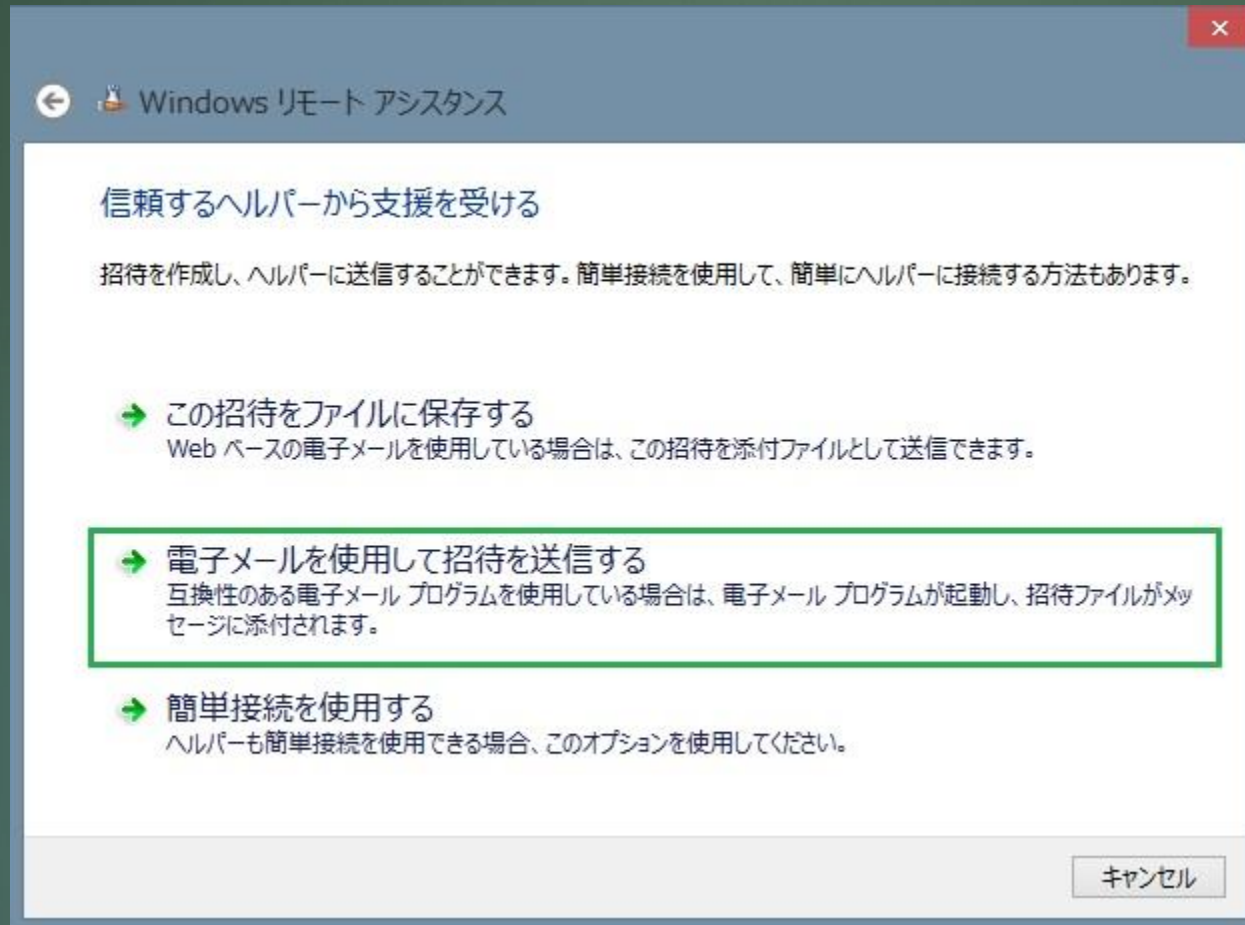 Windows リモート アシスタンス
信頼するヘルパーから支援を受ける
招待を作成し、ヘルパーに送信することができます。簡単接続を使用して、簡単にヘルパーに接続する方法もあります。
この招待をファイルに保存する
Web ベースの電子メールを使用している場合は、この招待を添付ファイルとして送信できます。
電子メールを使用して招待を送信する
互換性のある電子メール プログラムを使用している場合は、電子メール プログラムが起動し、招待ファイルがメッ
セージに添付されます。
簡単接続を使用する
ヘルパーも簡単接続を使用できる場合、このオプションを使用してください。
キャンセル